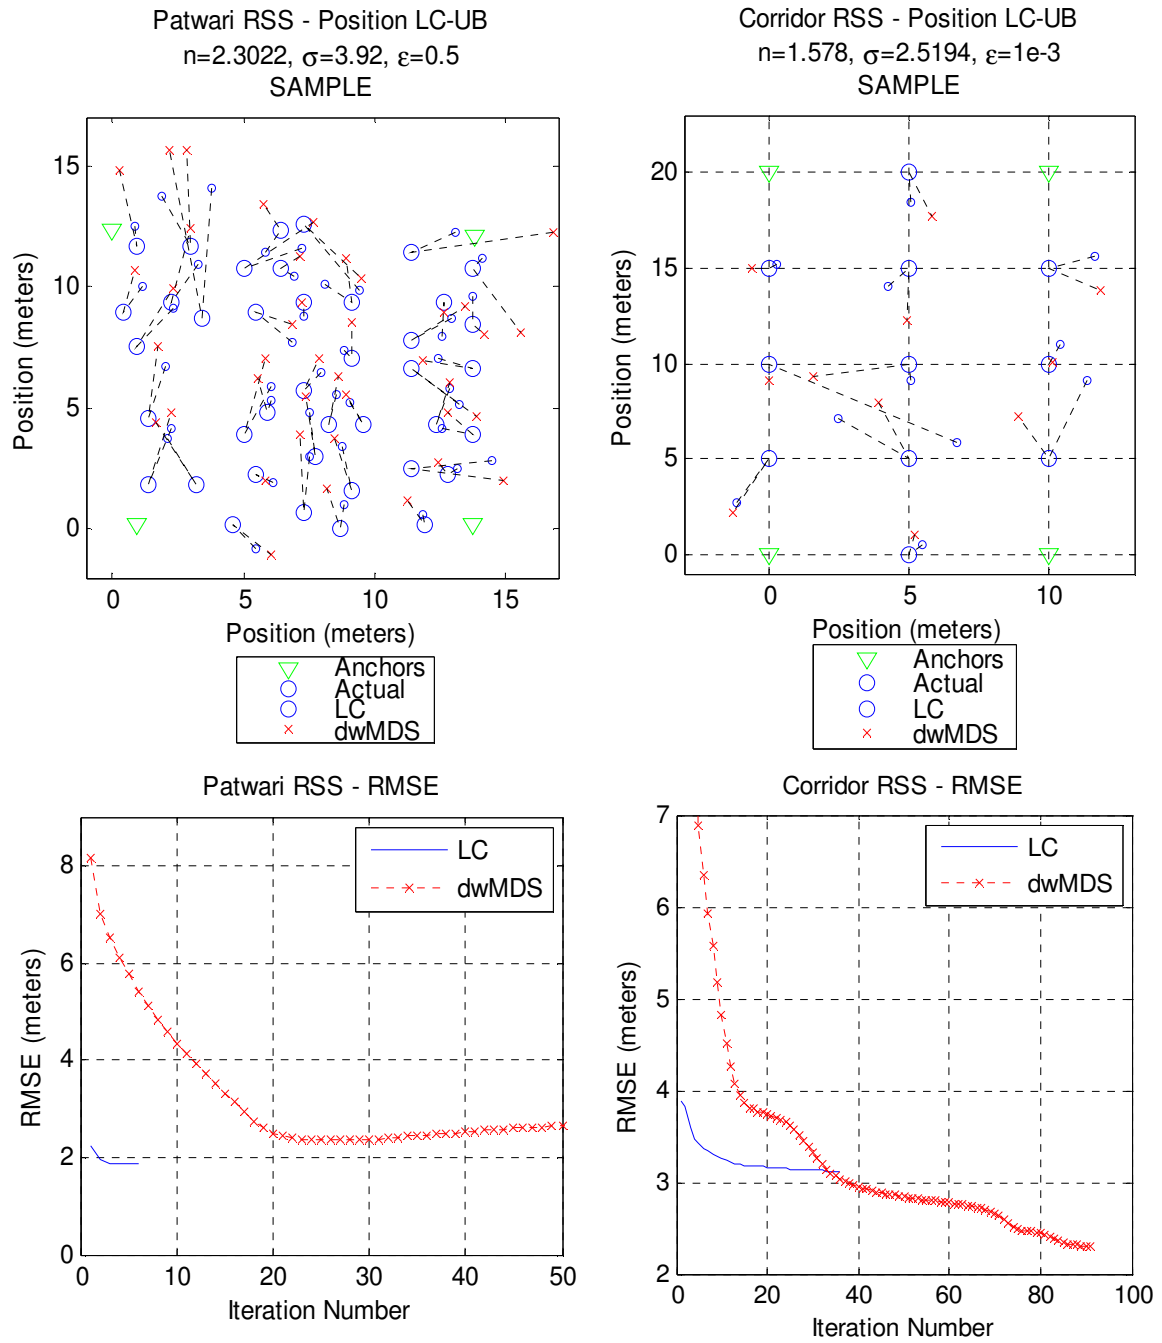 Patwari RSS - Position LC-UB
n=2.3022, σ=3.92, ε=0.5
SAMPLE
15
10
5
0
Position (meters)
0 5 10 15
Position (meters)
Anchors
Actual
LC
dwMDS
Corridor RSS - Position LC-UB
n=1.578, σ=2.5194, ε=1e-3
SAMPLE
20
15
10
5
0
Position (meters)
0 5 10
Position (meters)
Anchors
Actual
LC
dwMDS
Patwari RSS - RMSE
8
6
4
2
0
RMSE (meters)
LC
dwMDS
0 10 20 30 40 50
Iteration Number
Corridor RSS - RMSE
7
6
5
4
3
2
RMSE (meters)
LC
dwMDS
0 20 40 60 80 100
Iteration Number